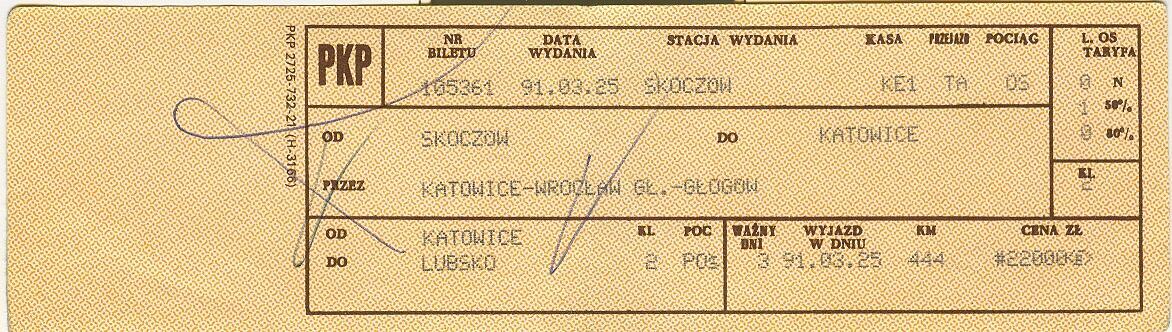 PKP 2725-732-21 (H-3166)
PKP
NR BILETU DATA WYDANIA STACJA WYDANIA KASA PRZEJAZD POCIĄG L. OS TARYFA
105361 91.03.25 SKOCZOW KE1 TA OS 0 N
1 50%
OD SKOCZOW DO KATOWICE 0 80%
PRZEZ KATOWICE-WROCŁAW GŁ.-GŁOGOW KL
2
OD KATOWICE KL POC WAŻNY DNI WYJAZD W DNIU KM CENA ZŁ
DO LUBSKO 2 POs 3 91.03.25 444 #22000